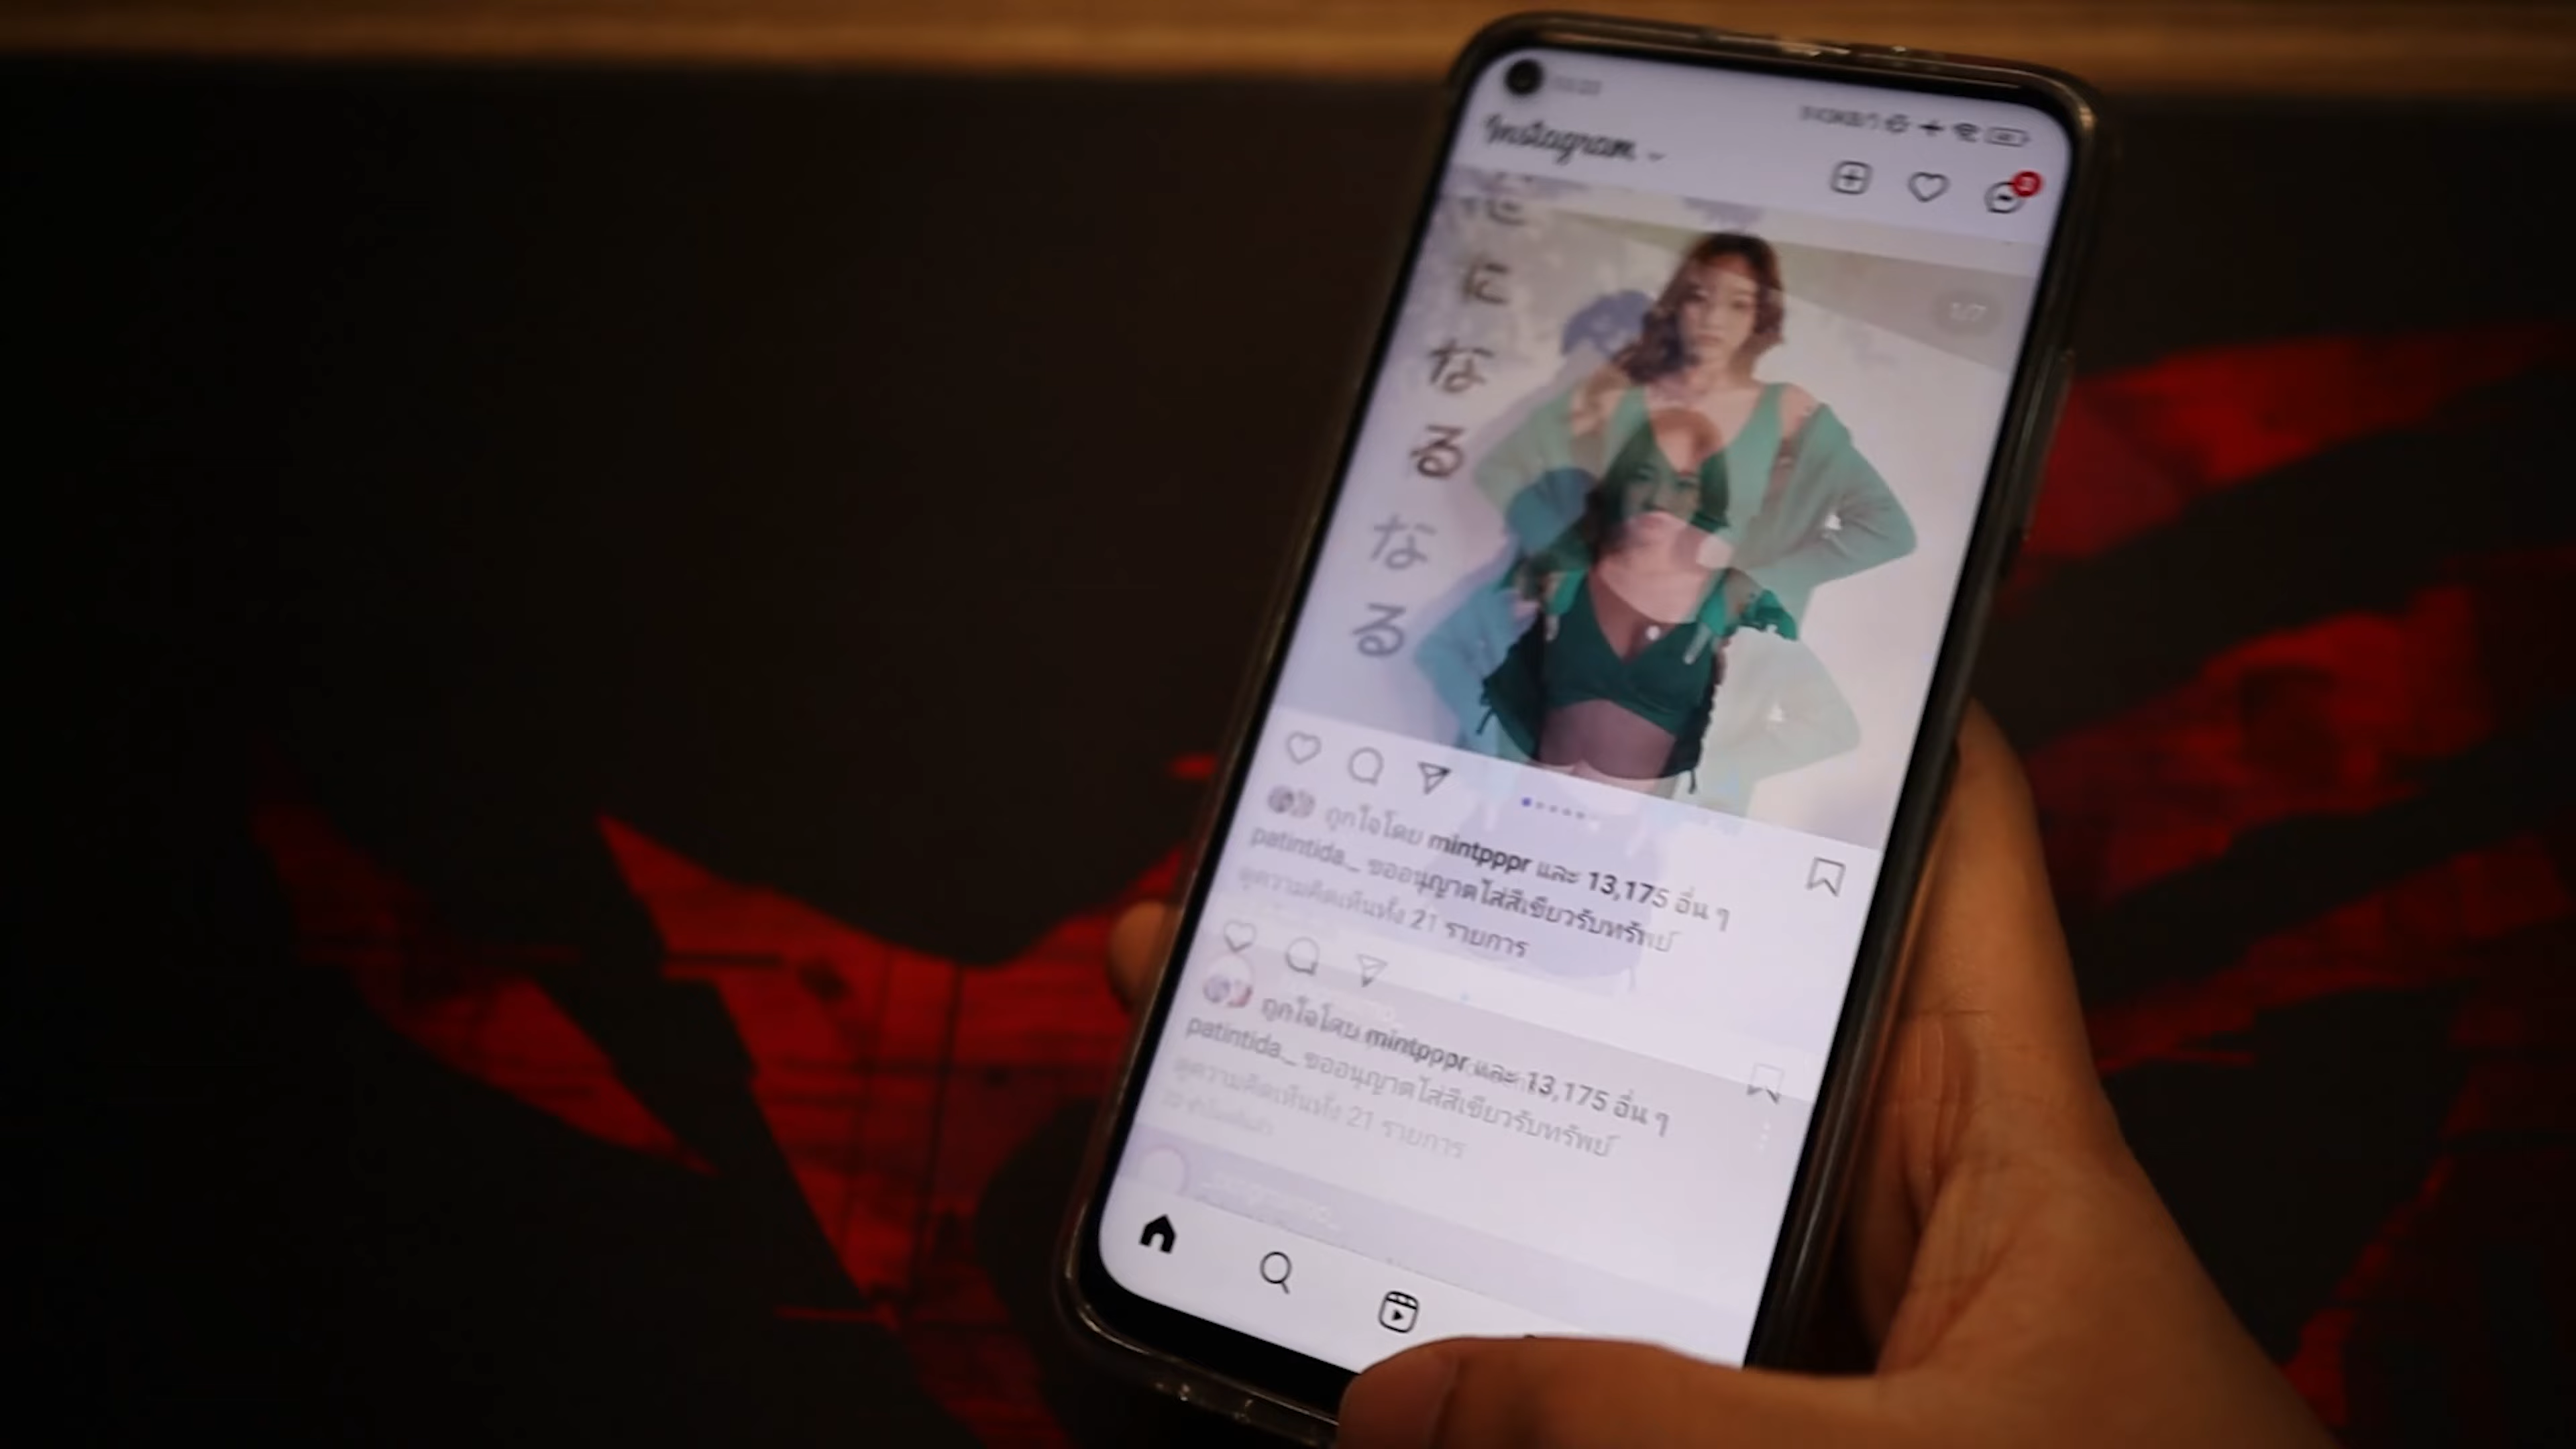 Instagram
に
な
る
な
る
1/7
ถูกใจโดย mintpppr และ 13,175 อื่น ๆ
patintida_ ขออนุญาตใส่สีเขียวรับทรัพย์
ดูความคิดเห็นทั้ง 21 รายการ
ถูกใจโดย mintpppr และ 13,175 อื่น ๆ
patintida_ ขออนุญาตใส่สีเขียวรับทรัพย์
ดูความคิดเห็นทั้ง 21 รายการ